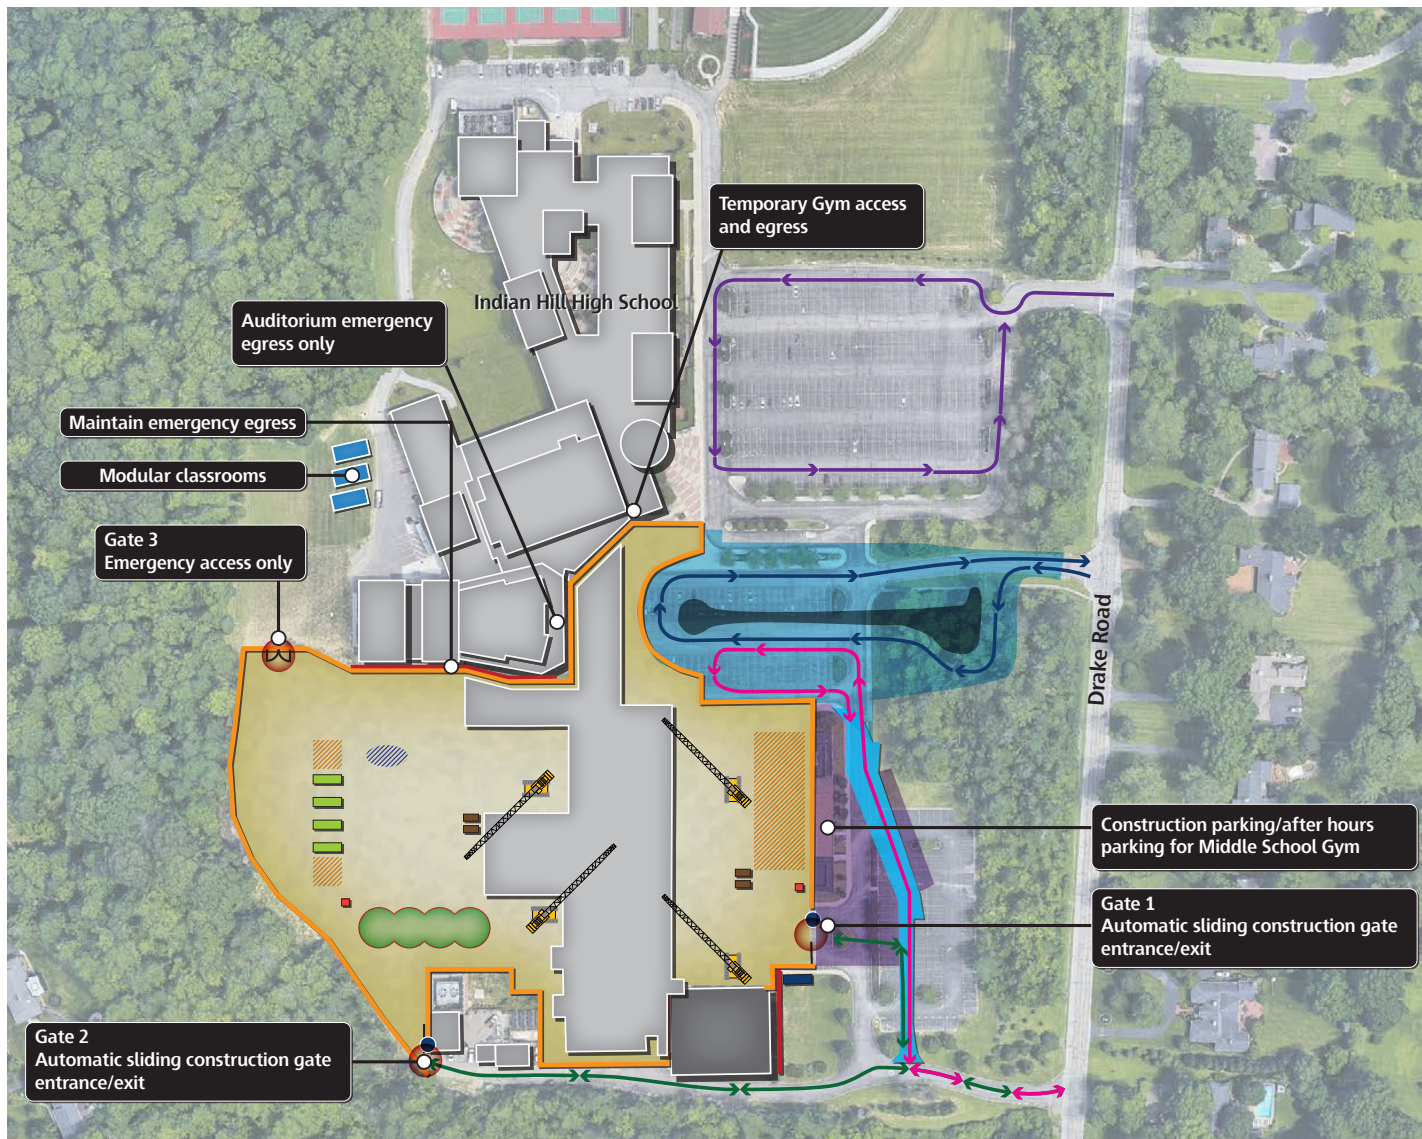 Temporary Gym access
and egress
Indian Hill High School
Auditorium emergency
egress only
Maintain emergency egress
Modular classrooms
Gate 3
Emergency access only
Drake Road
Construction parking/after hours
parking for Middle School Gym
Gate 1
Automatic sliding construction gate
entrance/exit
Gate 2
Automatic sliding construction gate
entrance/exit